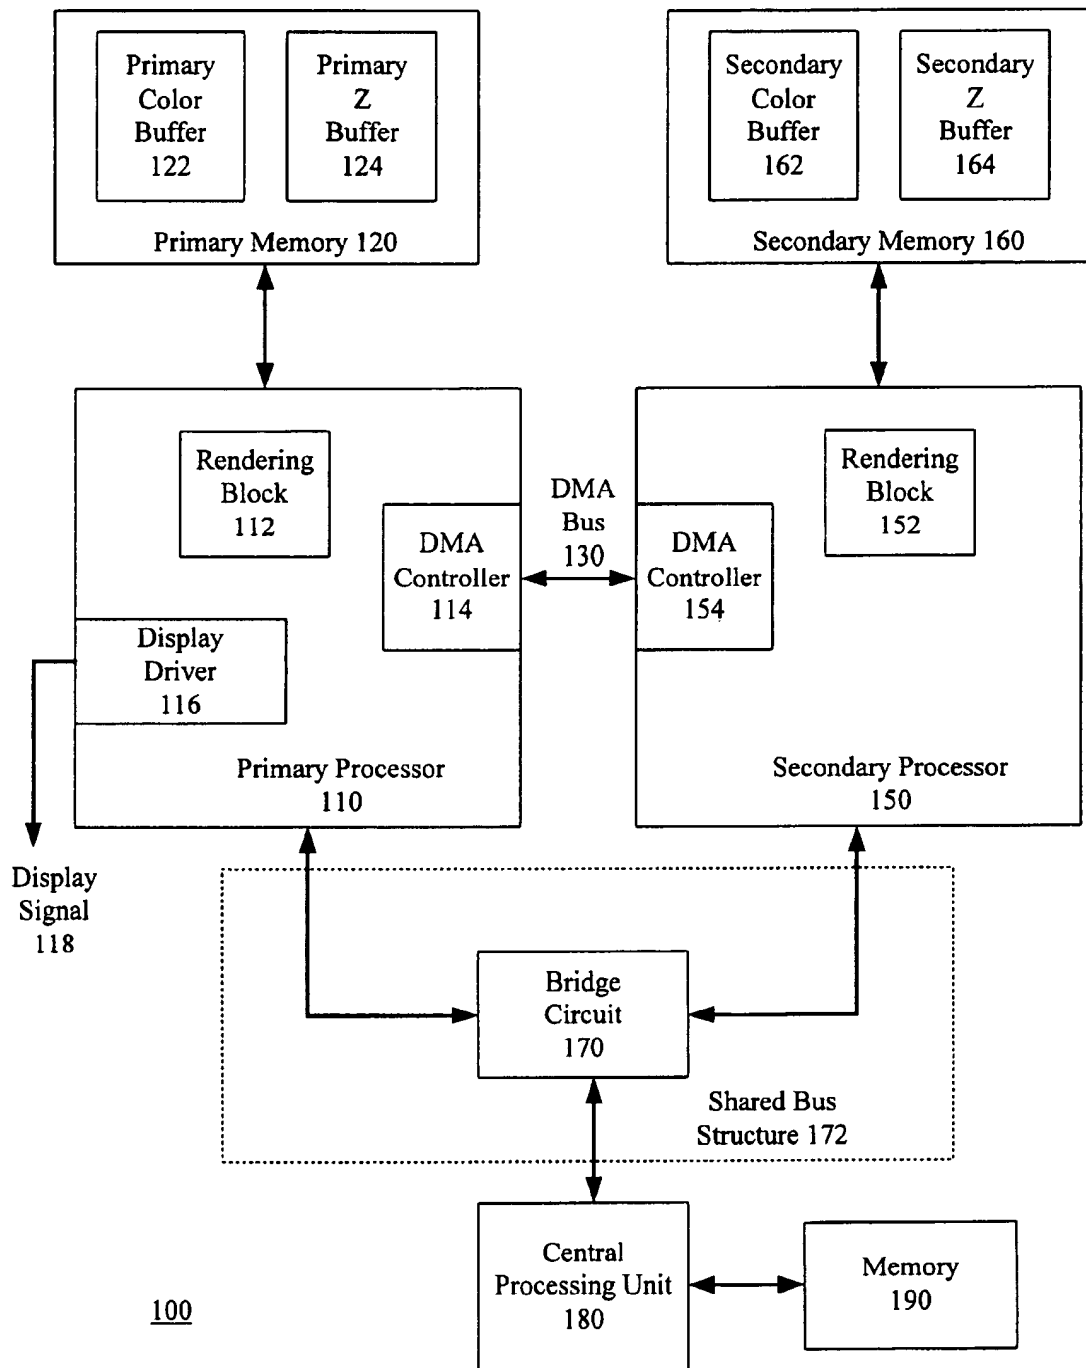 Primary
Color
Buffer
122
Primary
Z
Buffer
124
Primary Memory 120
Secondary
Color
Buffer
162
Secondary
Z
Buffer
164
Secondary Memory 160
Rendering
Block
112
DMA
Controller
114
Display
Driver
116
Primary Processor
110
DMA
Bus
130
Rendering
Block
152
DMA
Controller
154
Secondary Processor
150
Display
Signal
118
Bridge
Circuit
170
Shared Bus
Structure 172
Central
Processing Unit
180
Memory
190
100